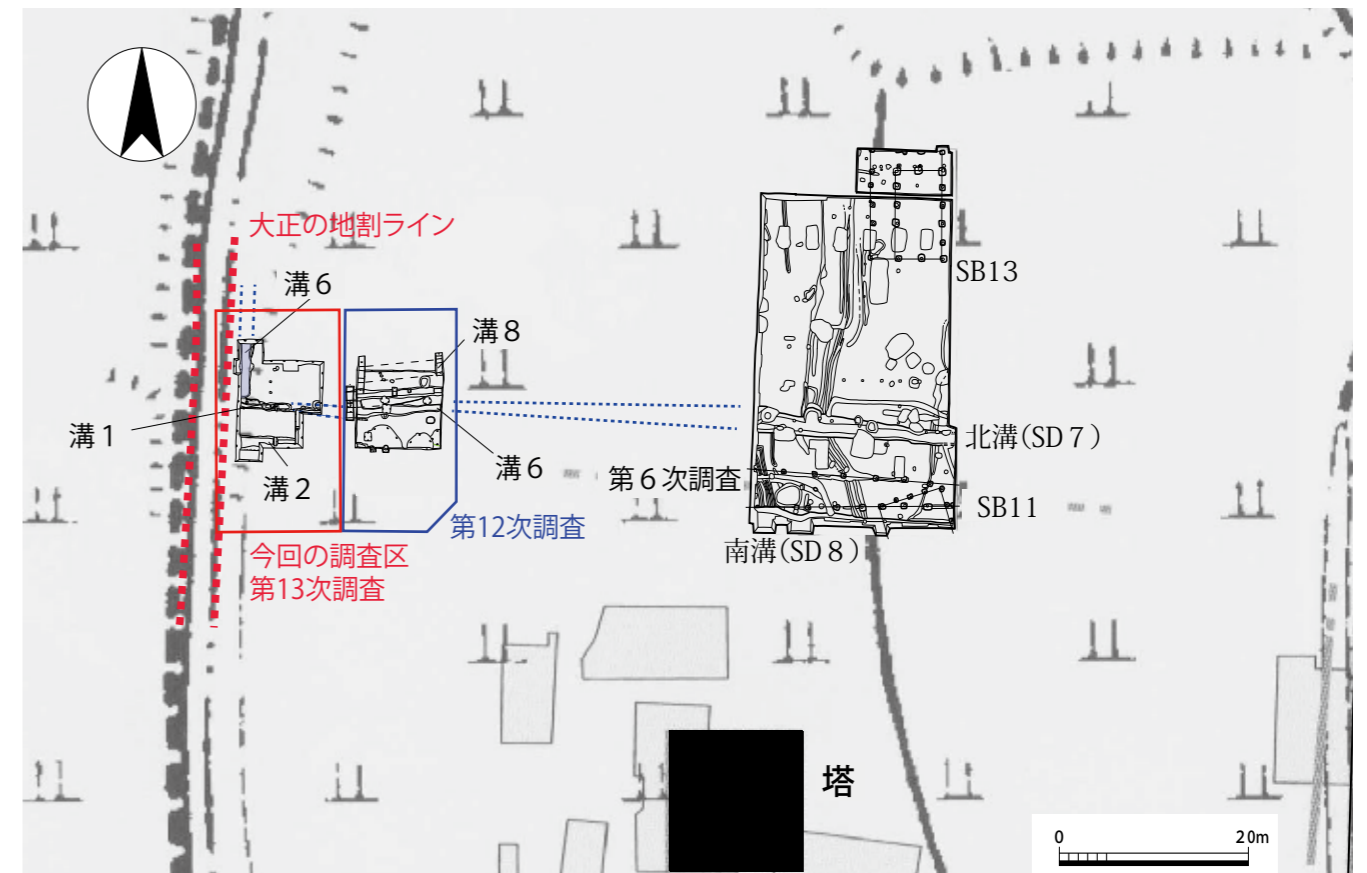 大正の地割ライン
溝6
溝8
SB13
溝1
溝2
溝6
北溝(SD7)
第6次調査
SB11
第12次調査
南溝(SD8)
今回の調査区
第13次調査
塔
0 20m